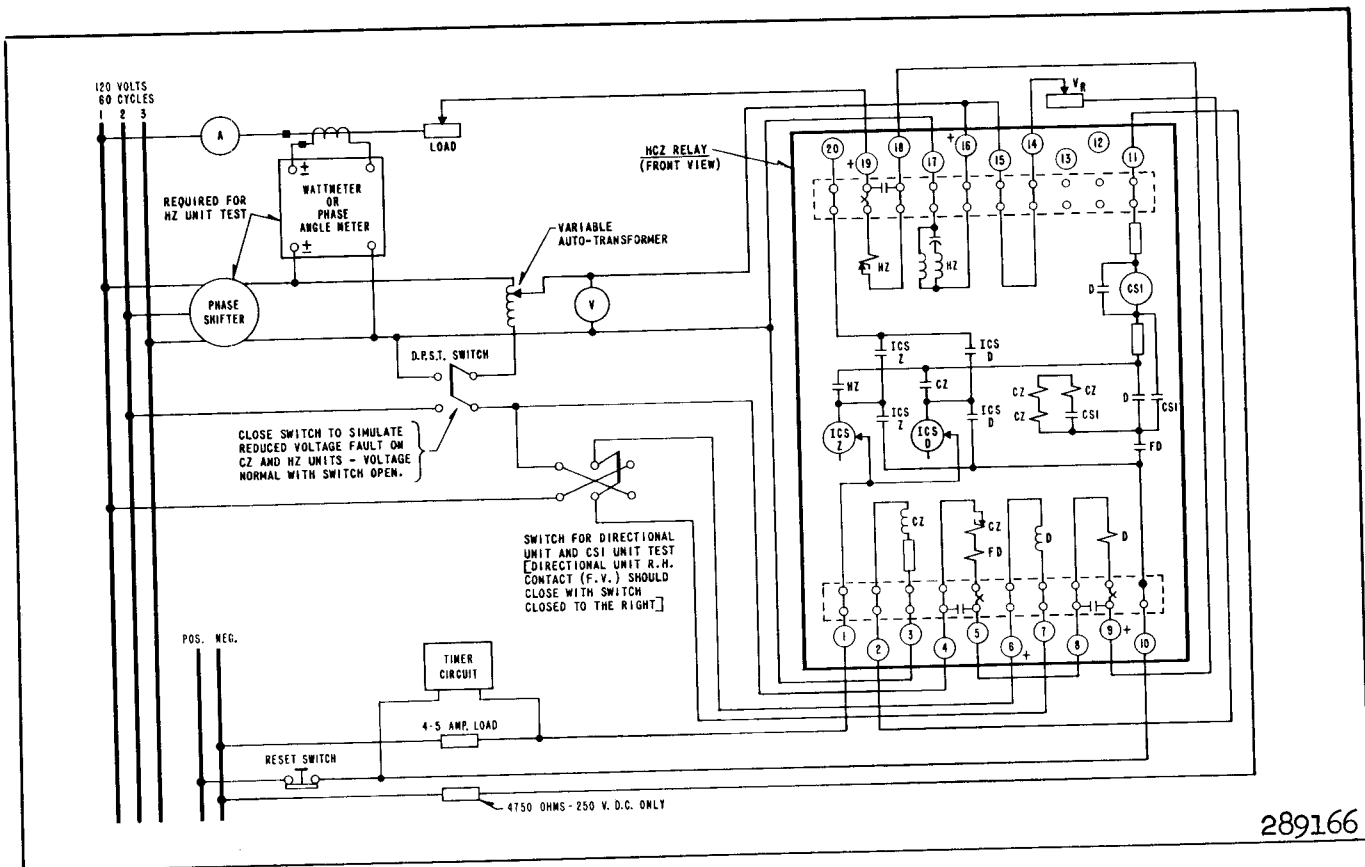 120 VOLTS
60 CYCLES
1 2 3
A
LOAD
WATTMETER
OR
PHASE
ANGLE METER
±
±
REQUIRED FOR
HZ UNIT TEST
PHASE
SHIFTER
VARIABLE
AUTO-TRANSFORMER
V
D.P.S.T. SWITCH
CLOSE SWITCH TO SIMULATE
REDUCED VOLTAGE FAULT ON
CZ AND HZ UNITS - VOLTAGE
NORMAL WITH SWITCH OPEN.
SWITCH FOR DIRECTIONAL
UNIT AND CSI UNIT TEST
[DIRECTIONAL UNIT R.H.
CONTACT (F.V.) SHOULD
CLOSE WITH SWITCH
CLOSED TO THE RIGHT]
POS. NEG.
TIMER
CIRCUIT
4-5 AMP. LOAD
RESET SWITCH
4750 OHMS-250 V.D.C. ONLY
HCZ RELAY
(FRONT VIEW)
VR
20 + 19 18 17 + 16 15 14 13 12 11
HZ
HZ
D
CSI
ICS
Z
ICS
D
HZ
CZ
ICS
Z
ICS
D
ICS
Z
ICS
D
CZ
CZ
CZ
CSI
D
CSI
FD
CZ
CZ
FD
D
D
1 2 3 4 5 6 + 7 8 9 + 10
289166